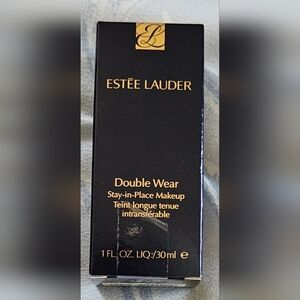 ESTĒE LAUDER
Double Wear
Stay-in-Place Makeup
Teint longue tenue
intransférable
1 FL. OZ. LIQ./30 ml e